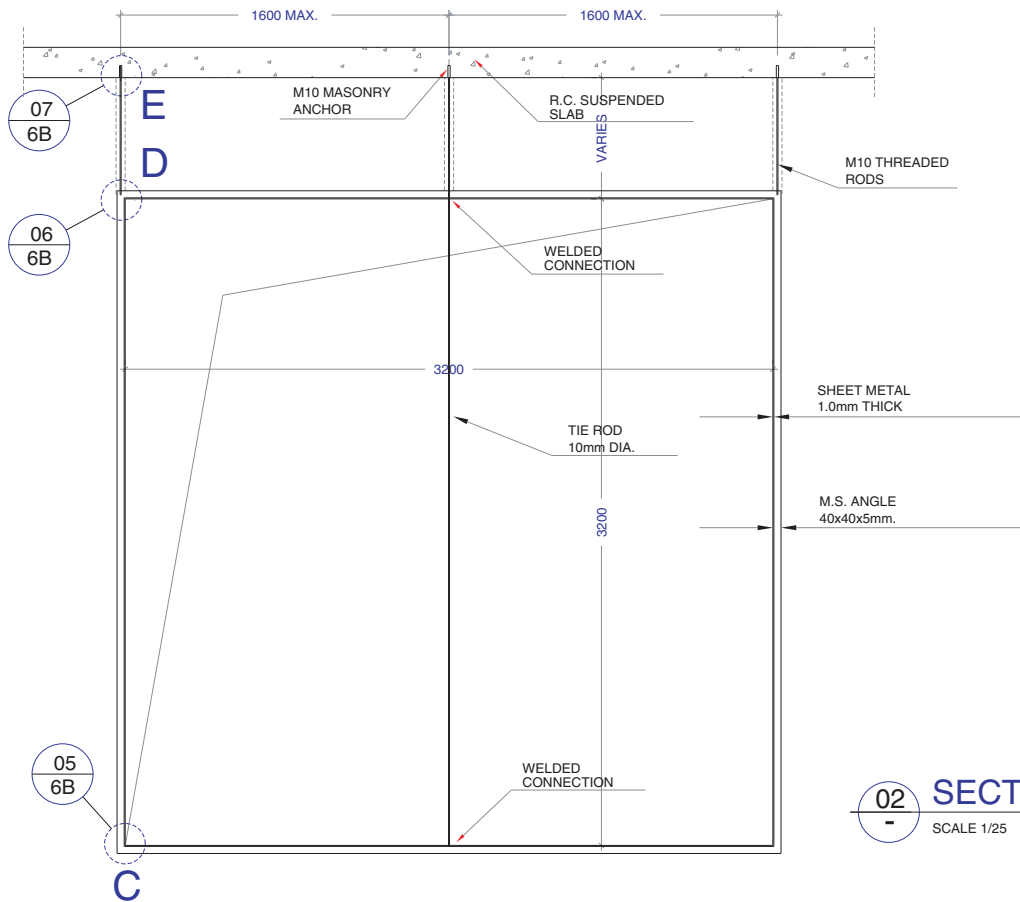 1600 MAX.
1600 MAX.
07
6B
E
M10 MASONRY
ANCHOR
R.C. SUSPENDED
SLAB
VARIES
D
M10 THREADED
RODS
06
6B
WELDED
CONNECTION
3200
SHEET METAL
1.0mm THICK
TIE ROD
10mm DIA.
M.S. ANGLE
40x40x5mm.
3200
05
6B
WELDED
CONNECTION
02
-
SECT
SCALE 1/25
C